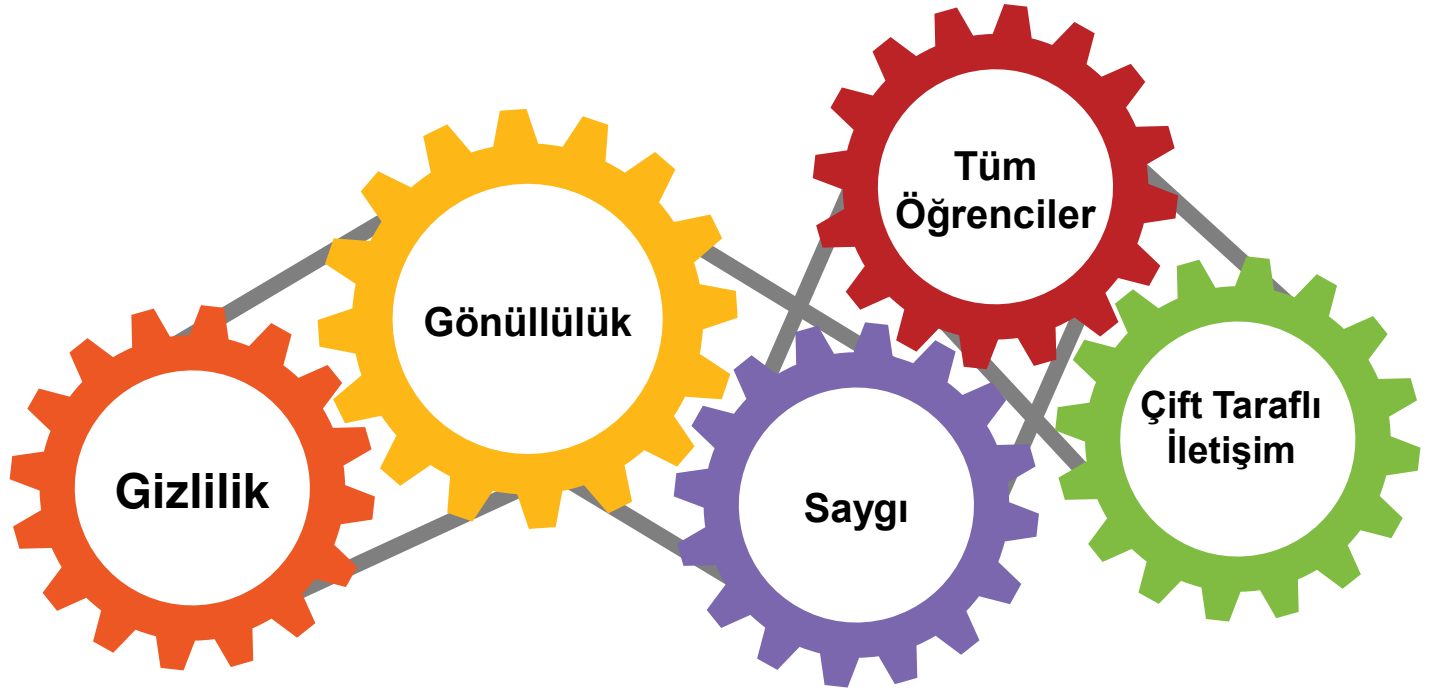 Gizlilik
Gönüllülük
Saygı
Tüm
Öğrenciler
Çift Taraflı
İletişim